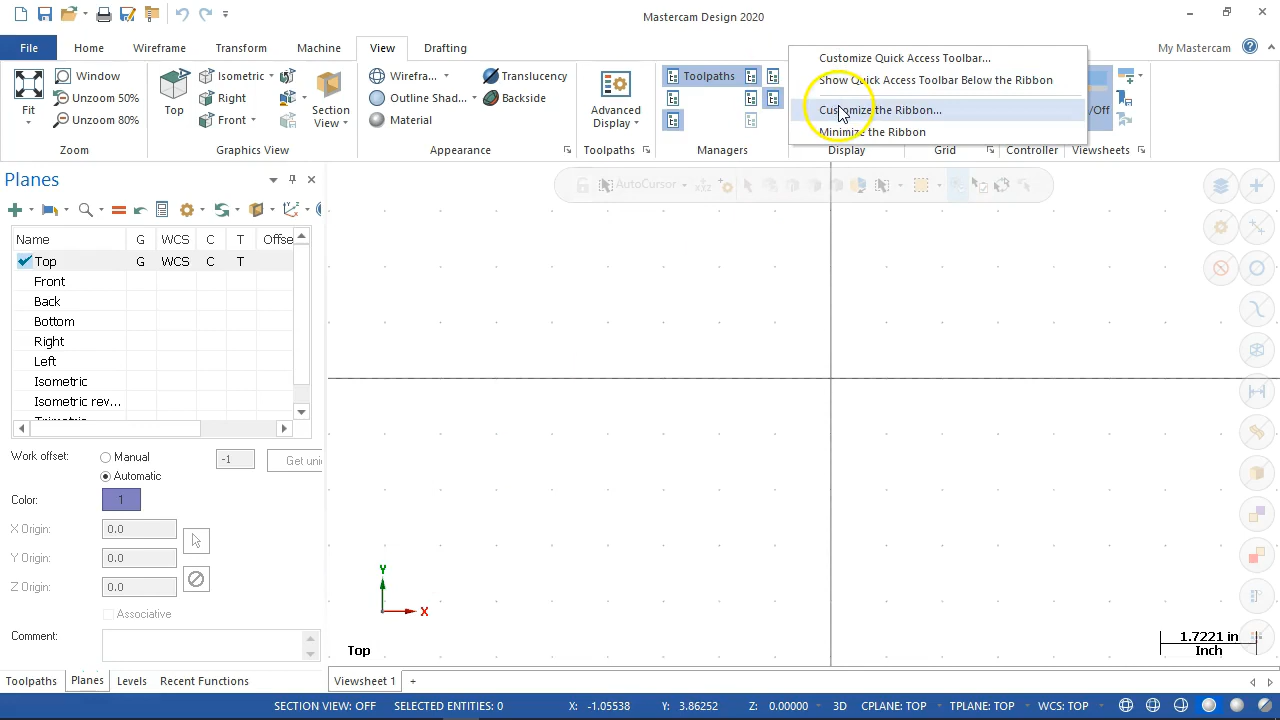 Mastercam Design 2020
File
Home
Wireframe
Transform
Machine
View
Drafting
My Mastercam
Fit
Window
Unzoom 50%
Unzoom 80%
Zoom
Top
Isometric
Right
Front
Section
View
Graphics View
Wirefra...
Outline Shad...
Material
Translucency
Backside
Appearance
Advanced
Display
Toolpaths
Toolpaths
Managers
Customize Quick Access Toolbar...
Show Quick Access Toolbar Below the Ribbon
Customize the Ribbon...
Minimize the Ribbon
/Off
Display
Grid
Controller
Viewsheets
Planes
AutoCursor
Name G WCS C T Offse
Top G WCS C T
Front
Back
Bottom
Right
Left
Isometric
Isometric rev...
Trimetric
Work offset:
Manual
-1
Get uni
Automatic
Color:
1
X Origin:
0.0
Y Origin:
0.0
Z Origin:
0.0
Associative
Comment:
Y
X
Top
1.7221 in
Inch
Toolpaths
Planes
Levels
Recent Functions
Viewsheet 1
+
SECTION VIEW: OFF
SELECTED ENTITIES: 0
X: -1.05538
Y: 3.86252
Z: 0.00000
3D
CPLANE: TOP
TPLANE: TOP
WCS: TOP